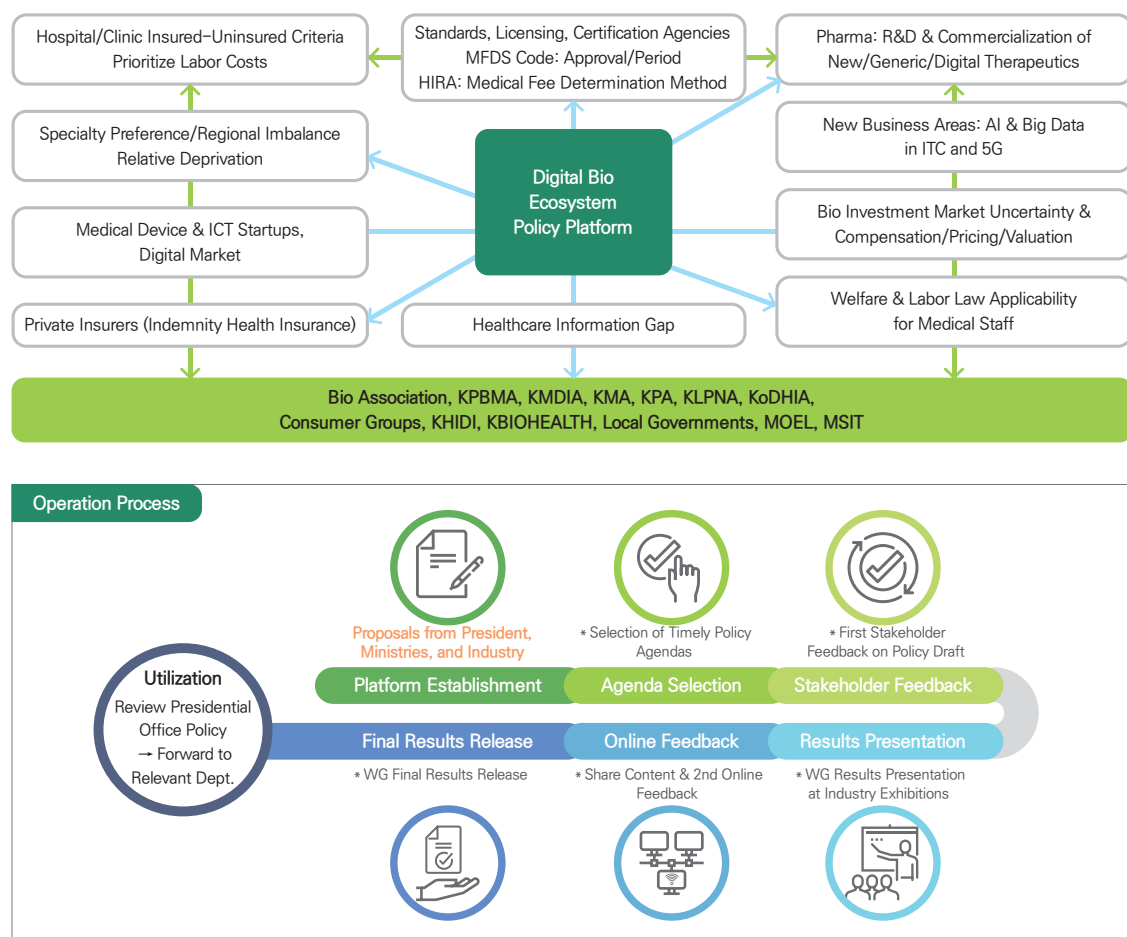 Hospital/Clinic Insured-Uninsured Criteria
Prioritize Labor Costs
Standards, Licensing, Certification Agencies
MFDS Code: Approval/Period
HIRA: Medical Fee Determination Method
Pharma: R&D & Commercialization of
New/Generic/Digital Therapeutics
Specialty Preference/Regional Imbalance
Relative Deprivation
Digital Bio
Ecosystem
Policy Platform
New Business Areas: AI & Big Data
in ITC and 5G
Medical Device & ICT Startups,
Digital Market
Bio Investment Market Uncertainty &
Compensation/Pricing/Valuation
Private Insurers (Indemnity Health Insurance)
Healthcare Information Gap
Welfare & Labor Law Applicability
for Medical Staff
Bio Association, KPBMA, KMDIA, KMA, KPA, KLPNA, KoDHIA,
Consumer Groups, KHIDI, KBIOHEALTH, Local Governments, MOEL, MSIT
Operation Process
Proposals from President,
Ministries, and Industry
* Selection of Timely Policy
Agendas
* First Stakeholder
Feedback on Policy Draft
Platform Establishment
Agenda Selection
Stakeholder Feedback
Utilization
Review Presidential
Office Policy
→ Forward to
Relevant Dept.
Final Results Release
Online Feedback
Results Presentation
* WG Final Results Release
* Share Content & 2nd Online
Feedback
* WG Results Presentation
at Industry Exhibitions